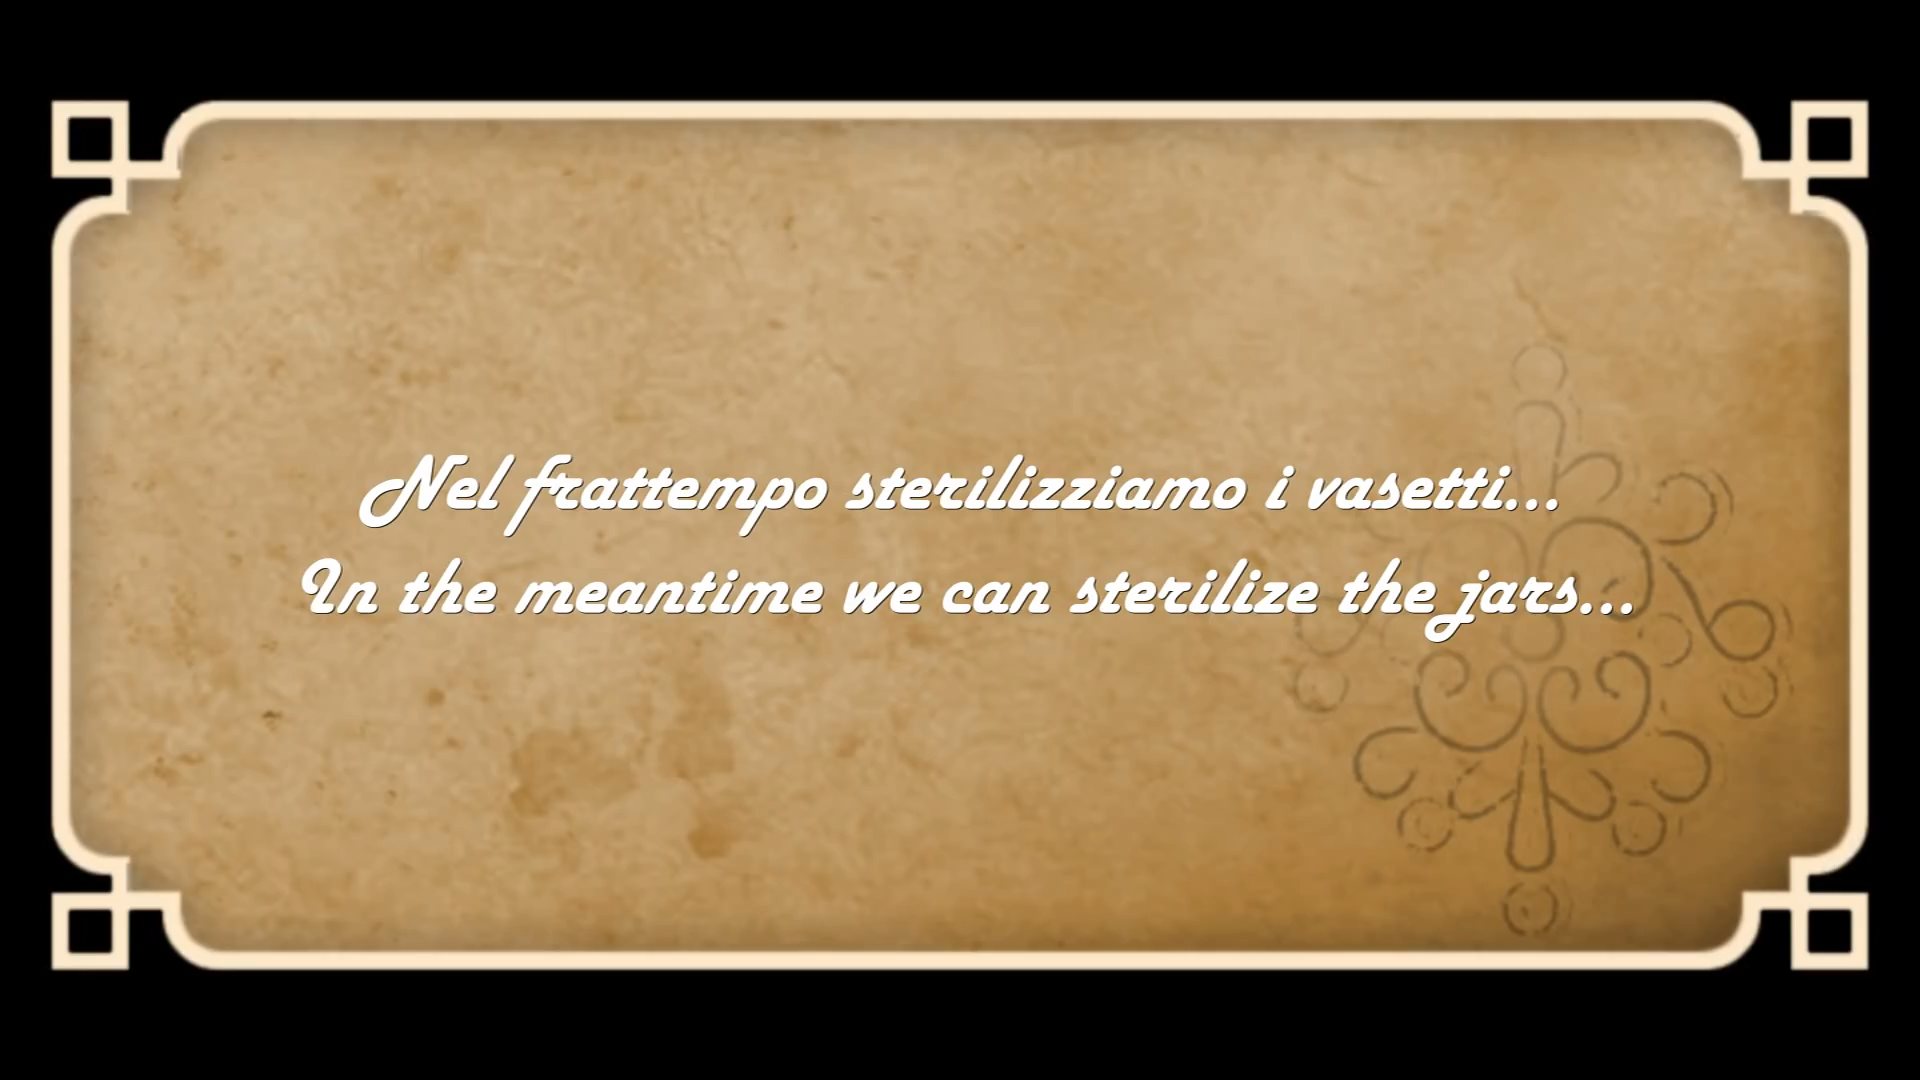 Nel frattempo sterilizziamo i vasetti...
In the meantime we can sterilize the jars...